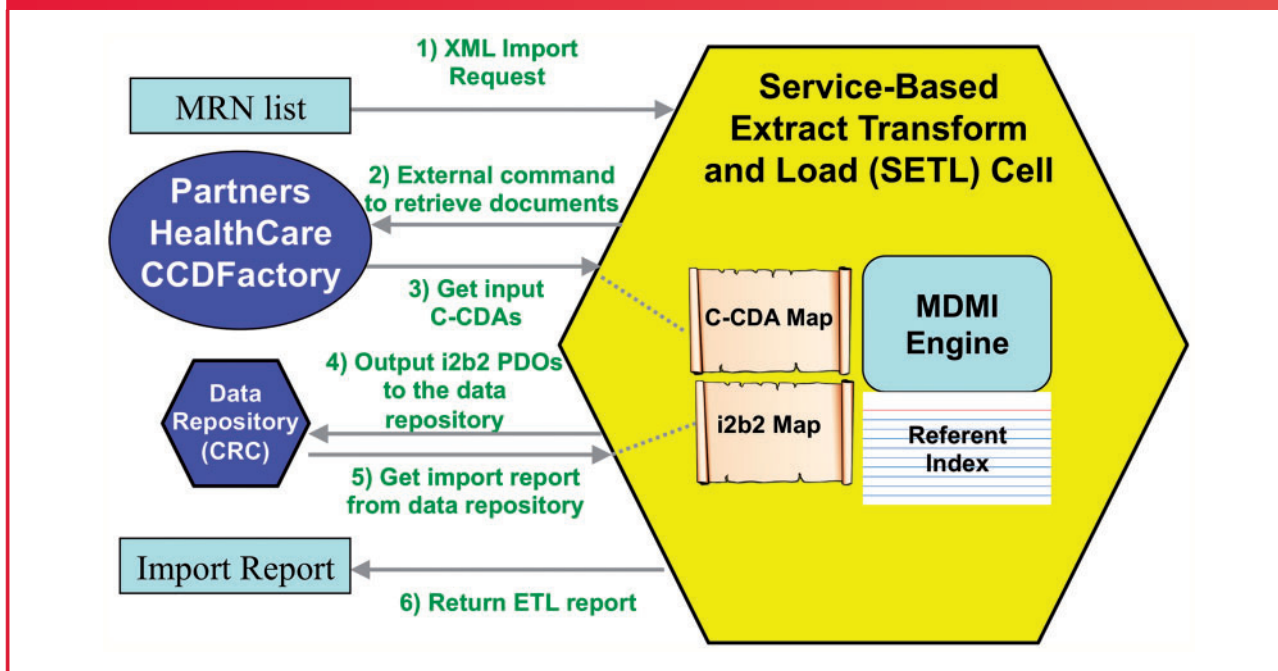 1) XML Import
Request
MRN list
Service-Based
Extract Transform
and Load (SETL) Cell
2) External command
to retrieve documents
Partners
HealthCare
CCDFactory
3) Get input
C-CDAs
C-CDA Map
MDMI
Engine
4) Output i2b2 PDOs
to the data
repository
Data
Repository
(CRC)
i2b2 Map
Referent
Index
5) Get import report
from data repository
Import Report
6) Return ETL report